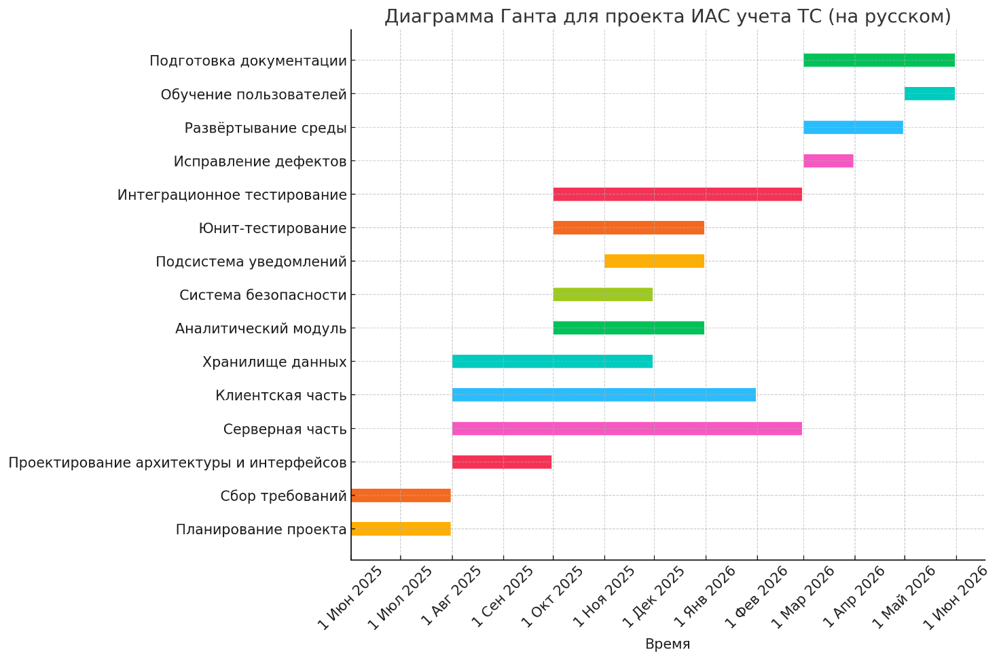 Диаграмма Ганта для проекта ИАС учета ТС (на русском)
Подготовка документации
Обучение пользователей
Развёртывание среды
Исправление дефектов
Интеграционное тестирование
Юнит-тестирование
Подсистема уведомлений
Система безопасности
Аналитический модуль
Хранилище данных
Клиентская часть
Серверная часть
Проектирование архитектуры и интерфейсов
Сбор требований
Планирование проекта
1 Июн 2025
1 Июл 2025
1 Авг 2025
1 Сен 2025
1 Окт 2025
1 Ноя 2025
1 Дек 2025
1 Янв 2026
1 Фев 2026
1 Мар 2026
1 Апр 2026
1 Май 2026
1 Июн 2026
Время